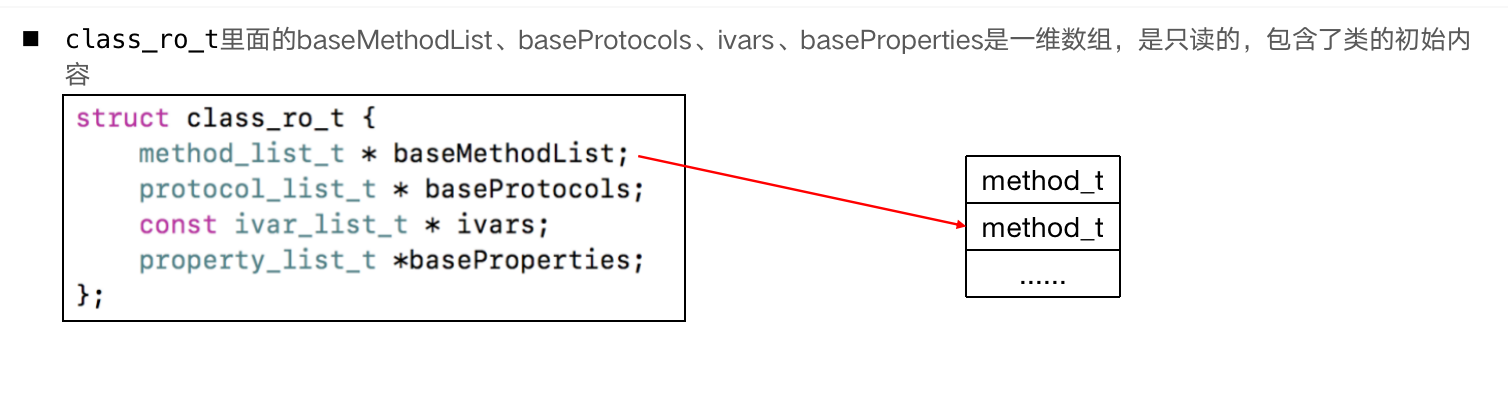 ■ class_ro_t里面的baseMethodList、baseProtocols、ivars、baseProperties是一维数组，是只读的，包含了类的初始内
容
struct class_ro_t {
    method_list_t * baseMethodList;
    protocol_list_t * baseProtocols;
    const ivar_list_t * ivars;
    property_list_t *baseProperties;
};
method_t
method_t
......